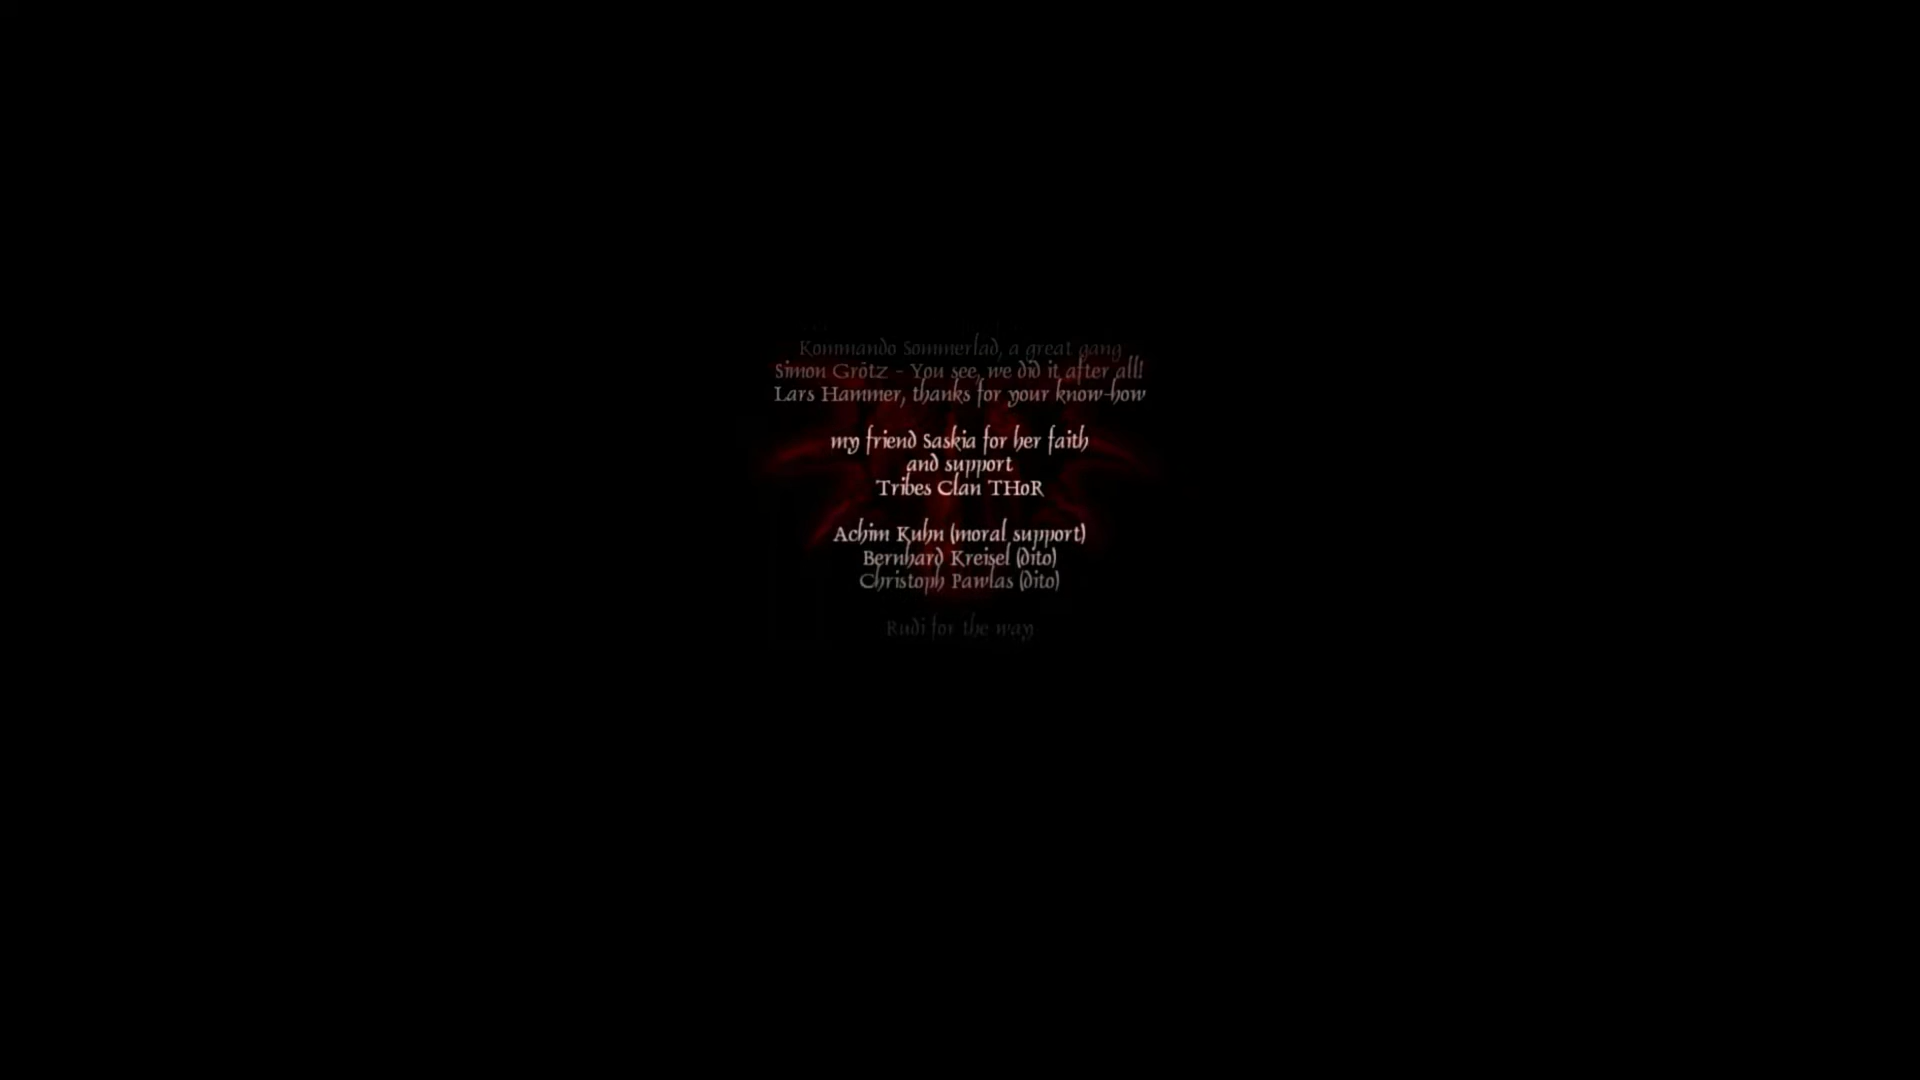 Kommando Sommerlad, a great gang
Simon Grötz - You see, we did it after all!
Lars Hammer, thanks for your know-how
my friend Saskia for her faith
and support
Tribes Clan THoR
Achim Kuhn (moral support)
Bernhard Kreisel (dito)
Christoph Pawlas (dito)
Rudi for the way